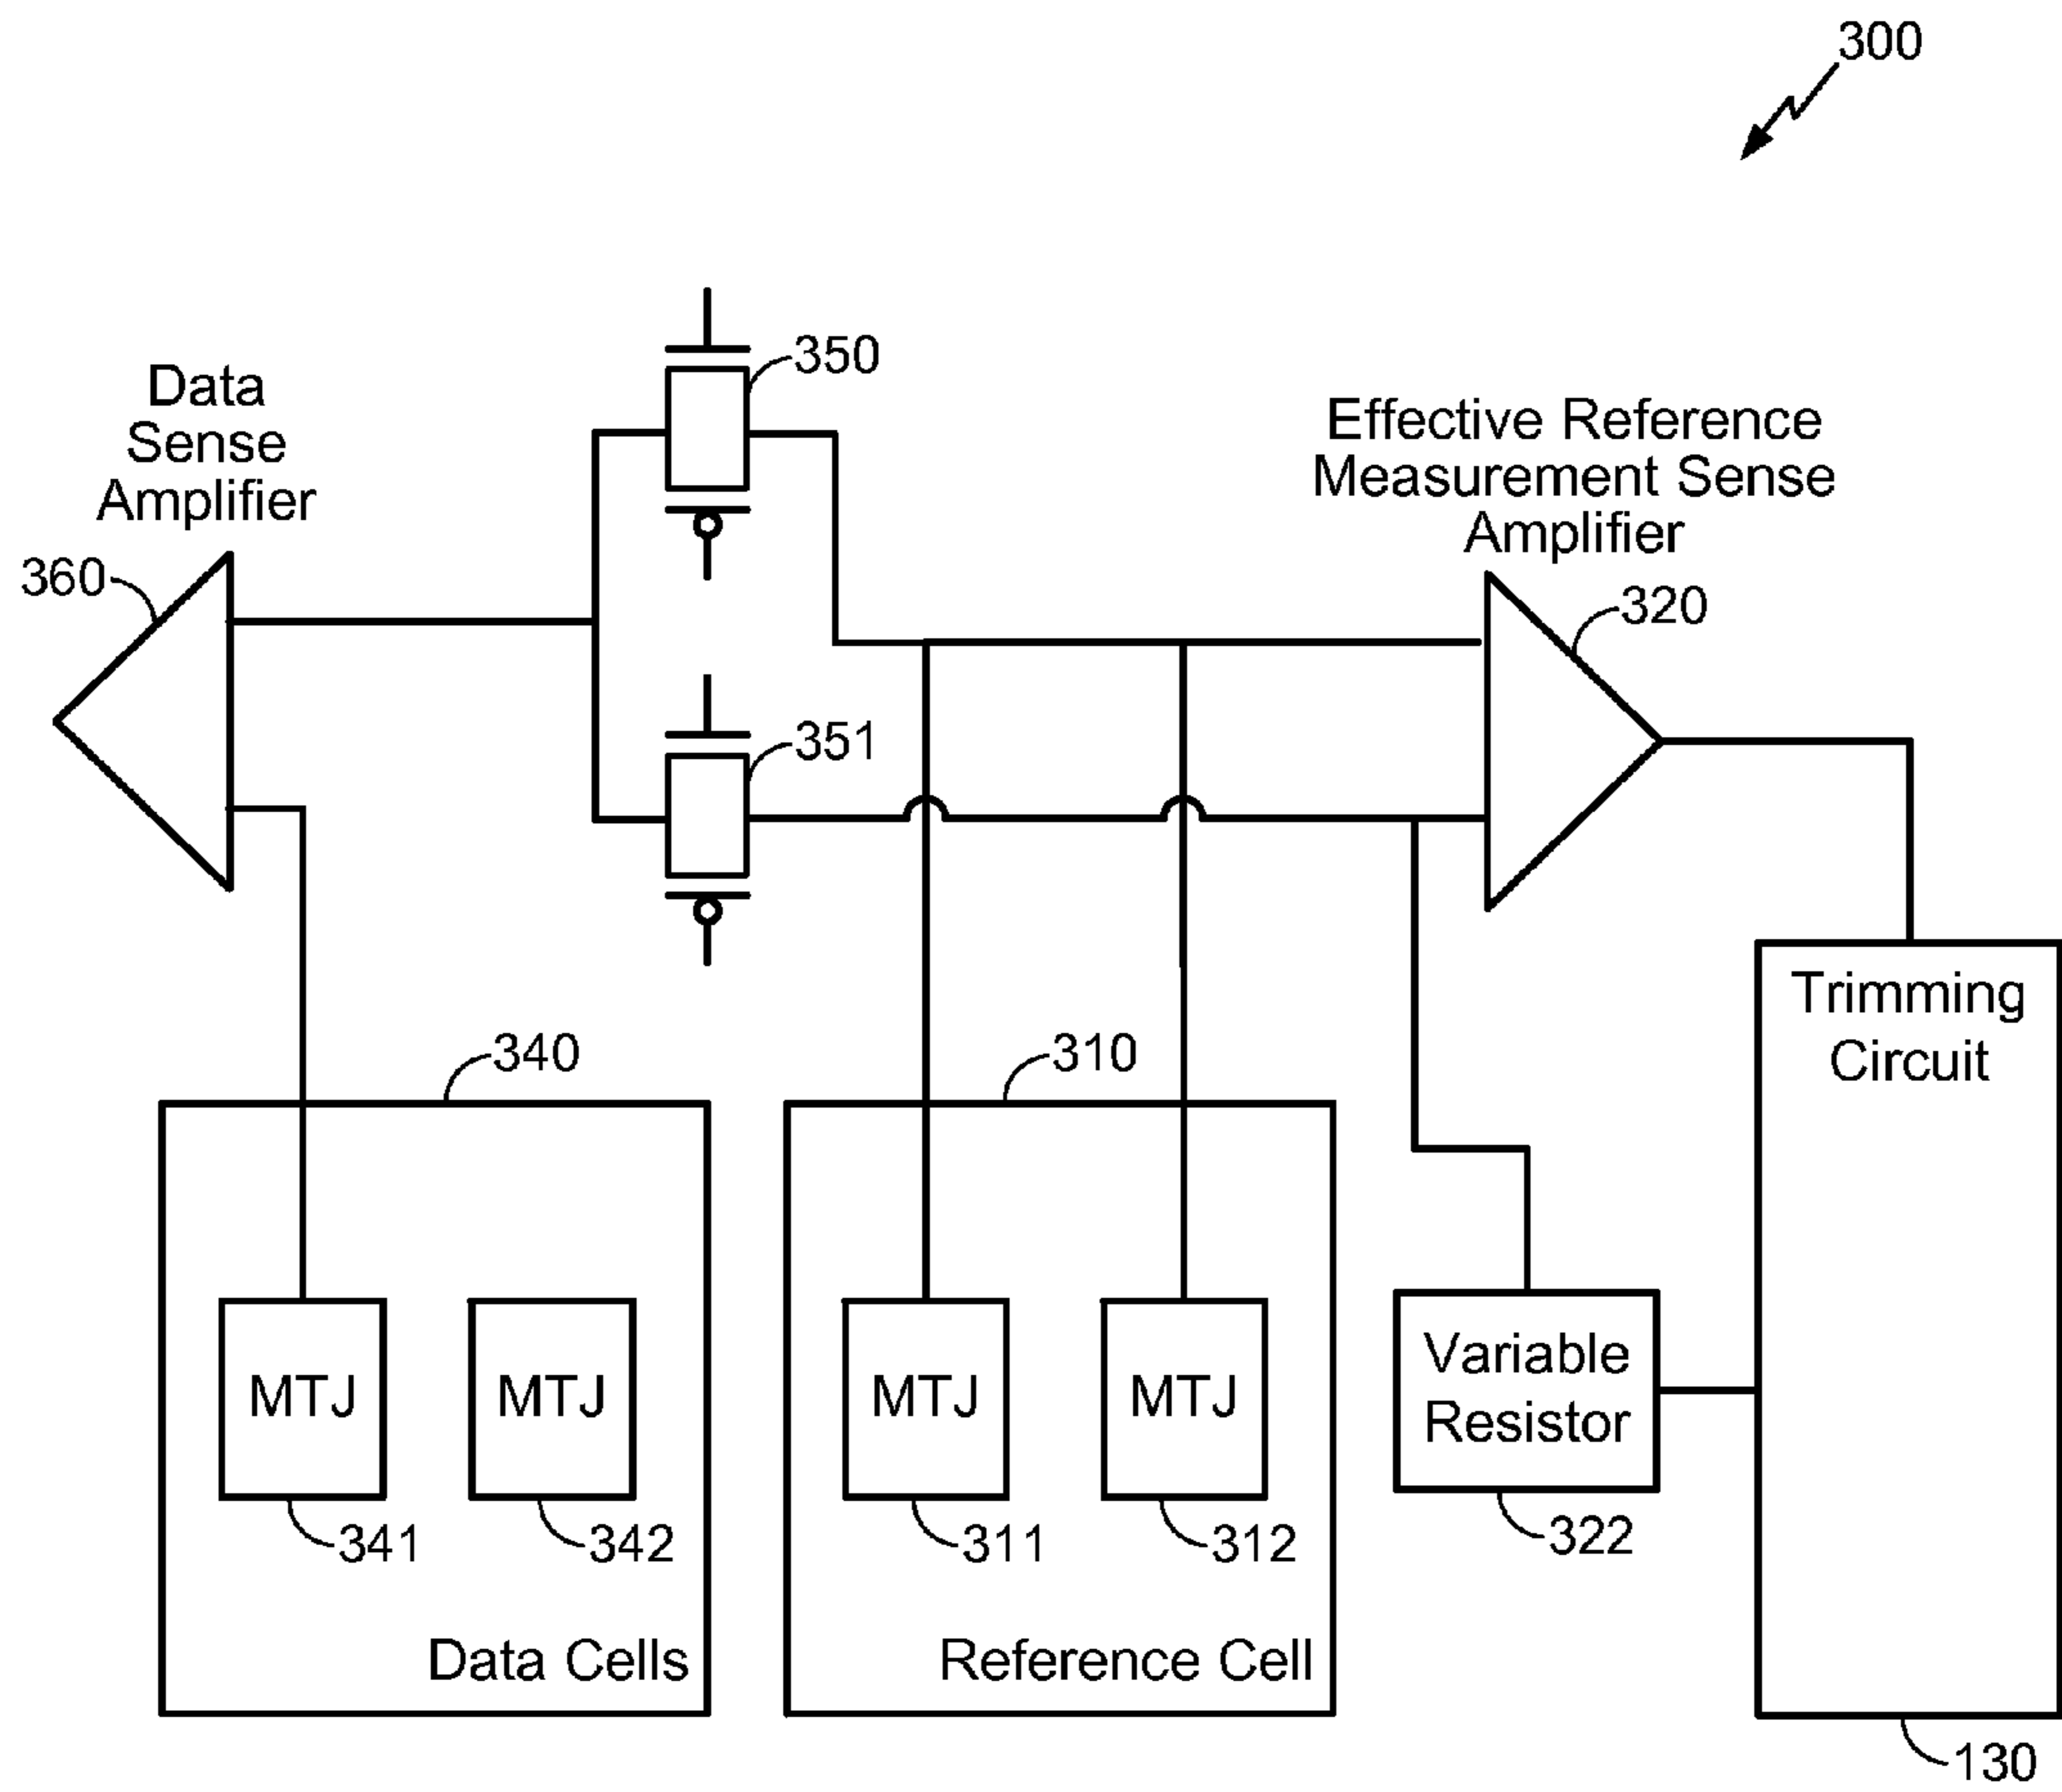 300
350
Data
Sense
Amplifier
Effective Reference
Measurement Sense
Amplifier
360
320
351
Trimming
Circuit
340
310
Variable
Resistor
MTJ
MTJ
MTJ
MTJ
341
342
311
312
322
Data Cells
Reference Cell
130